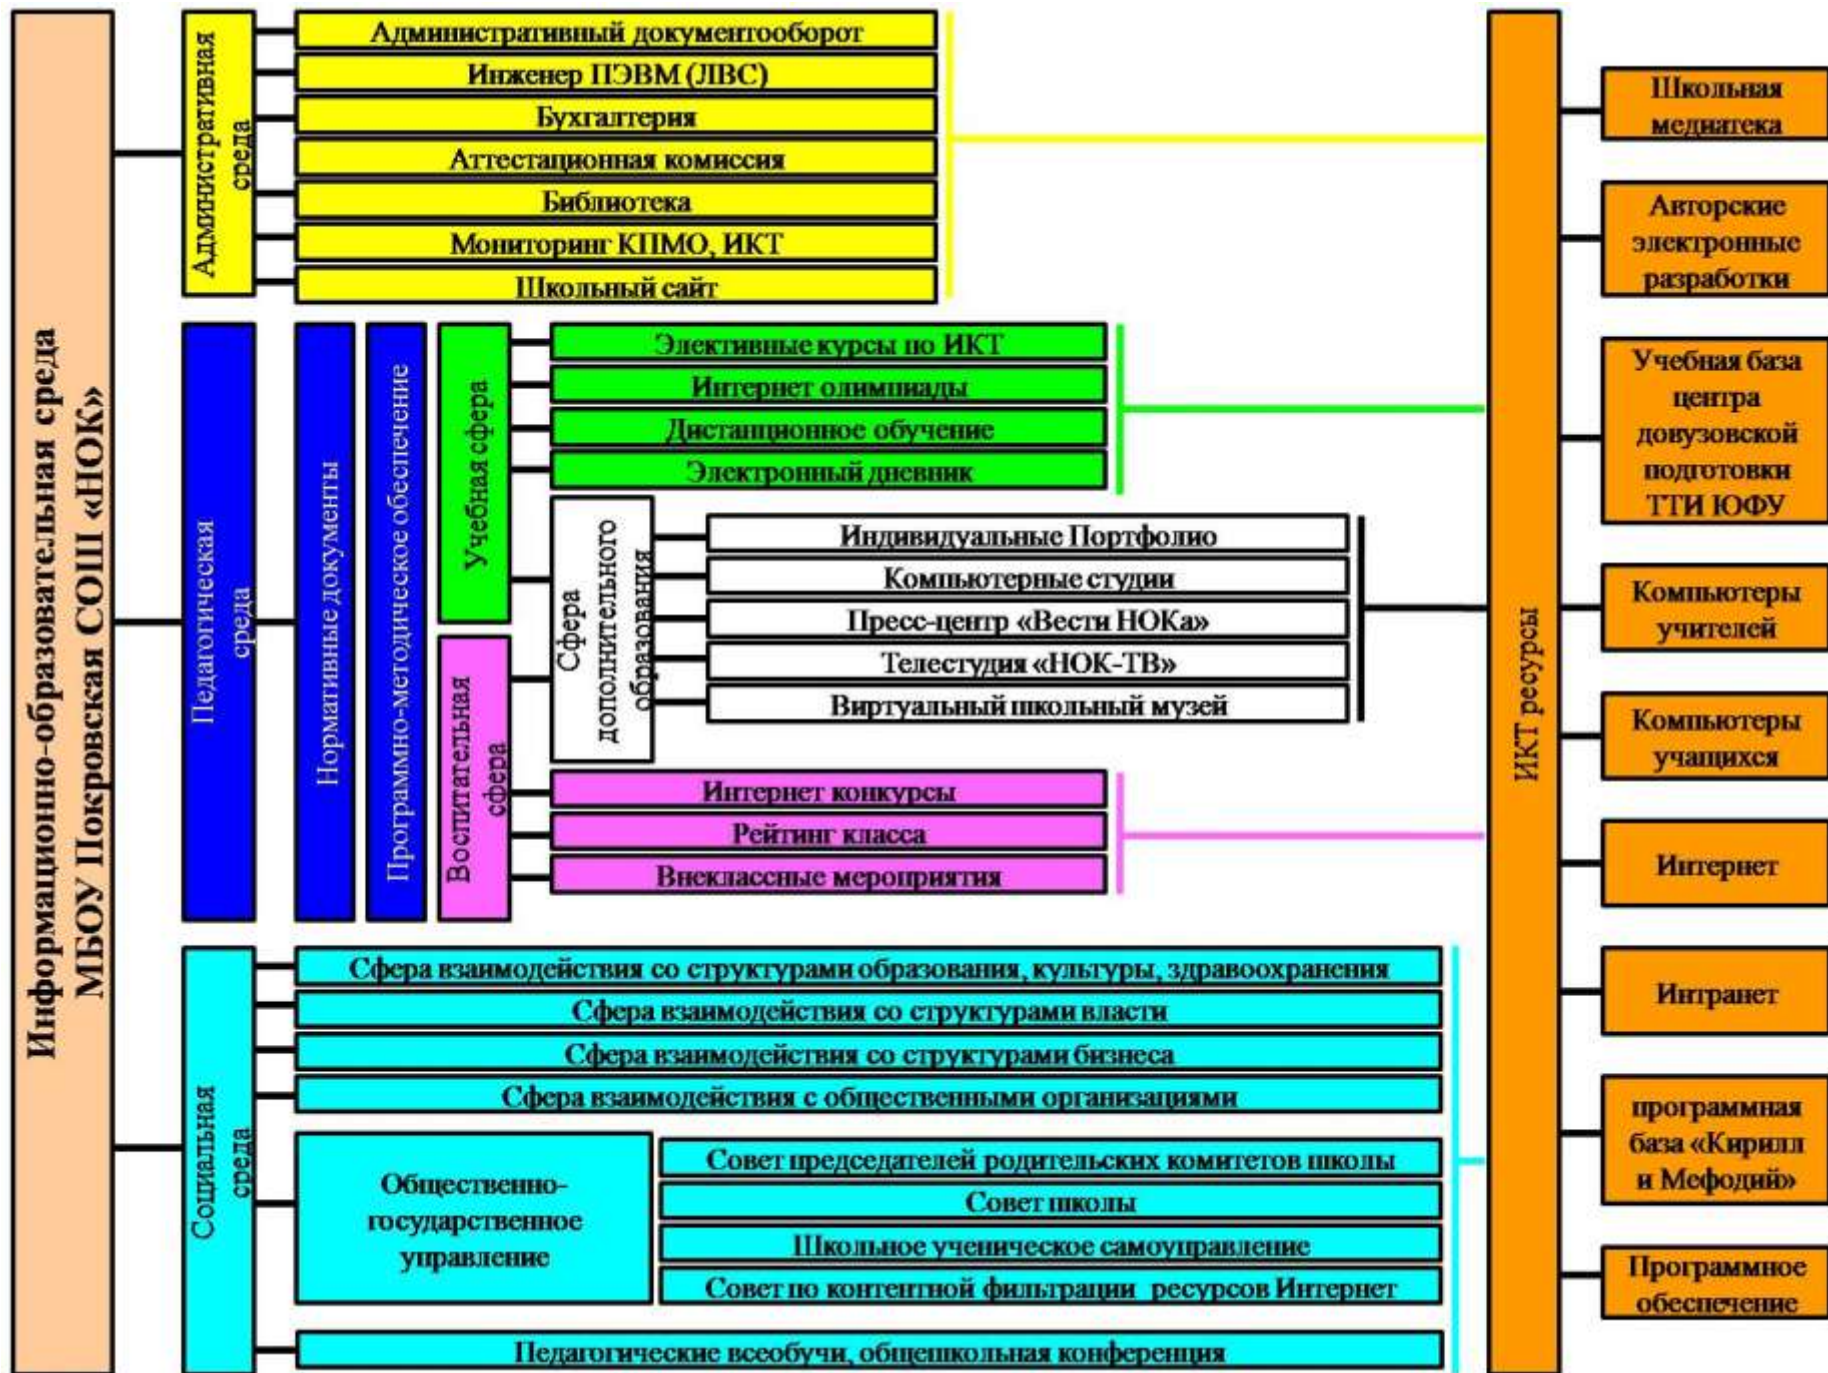 Информационно-образовательная среда
МБОУ Покровская СОШ «НОК»
Административная
среда
Административный документооборот
Инженер ПЭВМ (ЛВС)
Бухгалтерия
Аттестационная комиссия
Библиотека
Мониторинг КПМО, ИКТ
Школьный сайт
Педагогическая
среда
Нормативные документы
Программно-методическое обеспечение
Учебная сфера
Элективные курсы по ИКТ
Интернет олимпиады
Дистанционное обучение
Электронный дневник
Сфера
дополнительного
образования
Индивидуальные Портфолио
Компьютерные студии
Пресс-центр «Вести НОКа»
Телестудия «НОК-ТВ»
Виртуальный школьный музей
Воспитательная
сфера
Интернет конкурсы
Рейтинг класса
Внеклассные мероприятия
Социальная
среда
Сфера взаимодействия со структурами образования, культуры, здравоохранения
Сфера взаимодействия со структурами власти
Сфера взаимодействия со структурами бизнеса
Сфера взаимодействия с общественными организациями
Общественно-
государственное
управление
Совет председателей родительских комитетов школы
Совет школы
Школьное ученическое самоуправление
Совет по контентной фильтрации ресурсов Интернет
Педагогические всеобучи, общешкольная конференция
ИКТ ресурсы
Школьная
медиатека
Авторские
электронные
разработки
Учебная база
центра
довузовской
подготовки
ТТИ ЮФУ
Компьютеры
учителей
Компьютеры
учащихся
Интернет
Интранет
программная
база «Кирилл
и Мефодий»
Программное
обеспечение